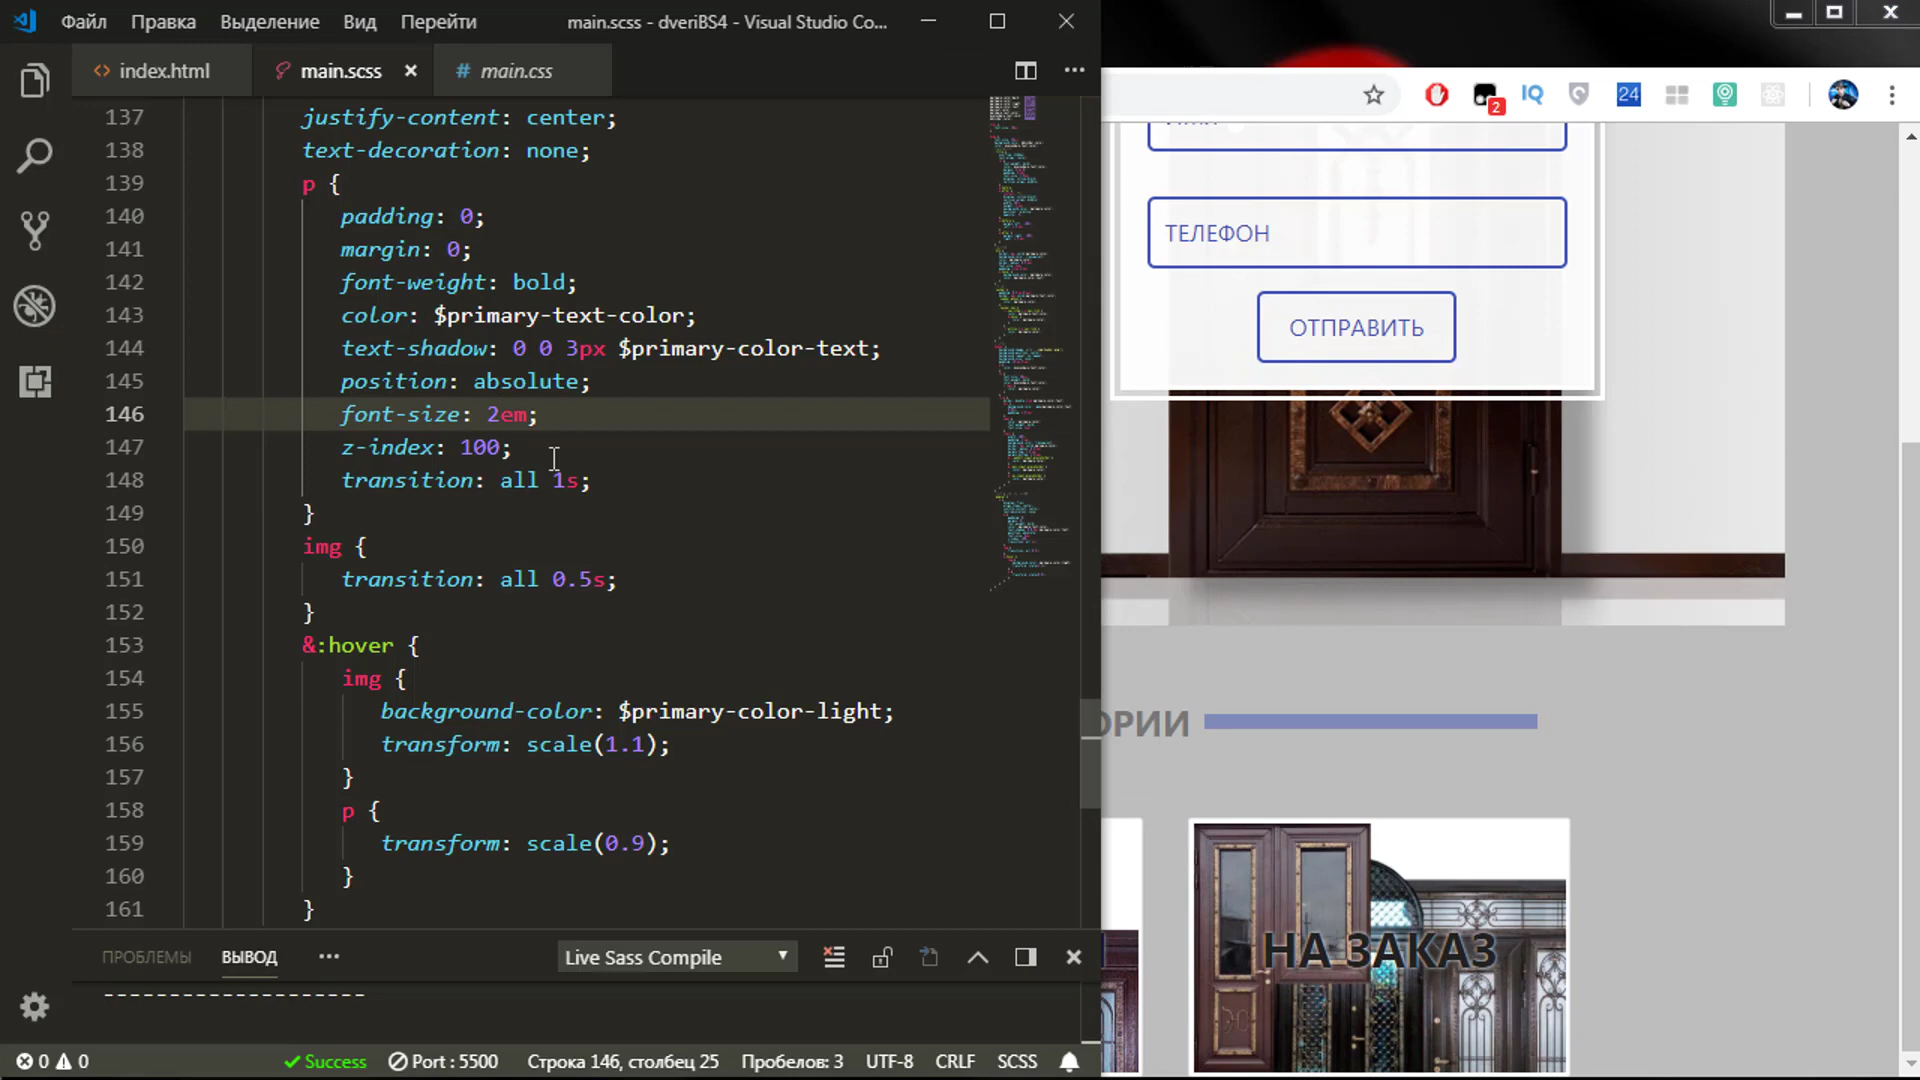 Файл Правка Выделение Вид Перейти main.scss - dveriBS4 - Visual Studio Co...
index.html main.scss main.css
137 justify-content: center;
138 text-decoration: none;
139 p {
140 padding: 0;
141 margin: 0;
142 font-weight: bold;
143 color: $primary-text-color;
144 text-shadow: 0 0 3px $primary-color-text;
145 position: absolute;
146 font-size: 2em;
147 z-index: 100;
148 transition: all 1s;
149 }
150 img {
151 transition: all 0.5s;
152 }
153 &:hover {
154 img {
155 background-color: $primary-color-light;
156 transform: scale(1.1);
157 }
158 p {
159 transform: scale(0.9);
160 }
161 }
ПРОБЛЕМЫ ВЫВОД ... Live Sass Compile
--------------------
0 0 Success Port : 5500 Строка 146, столбец 25 Пробелов: 3 UTF-8 CRLF SCSS
2 IQ 24
ТЕЛЕФОН
ОТПРАВИТЬ
ОРИИ
НА ЗАКАЗ